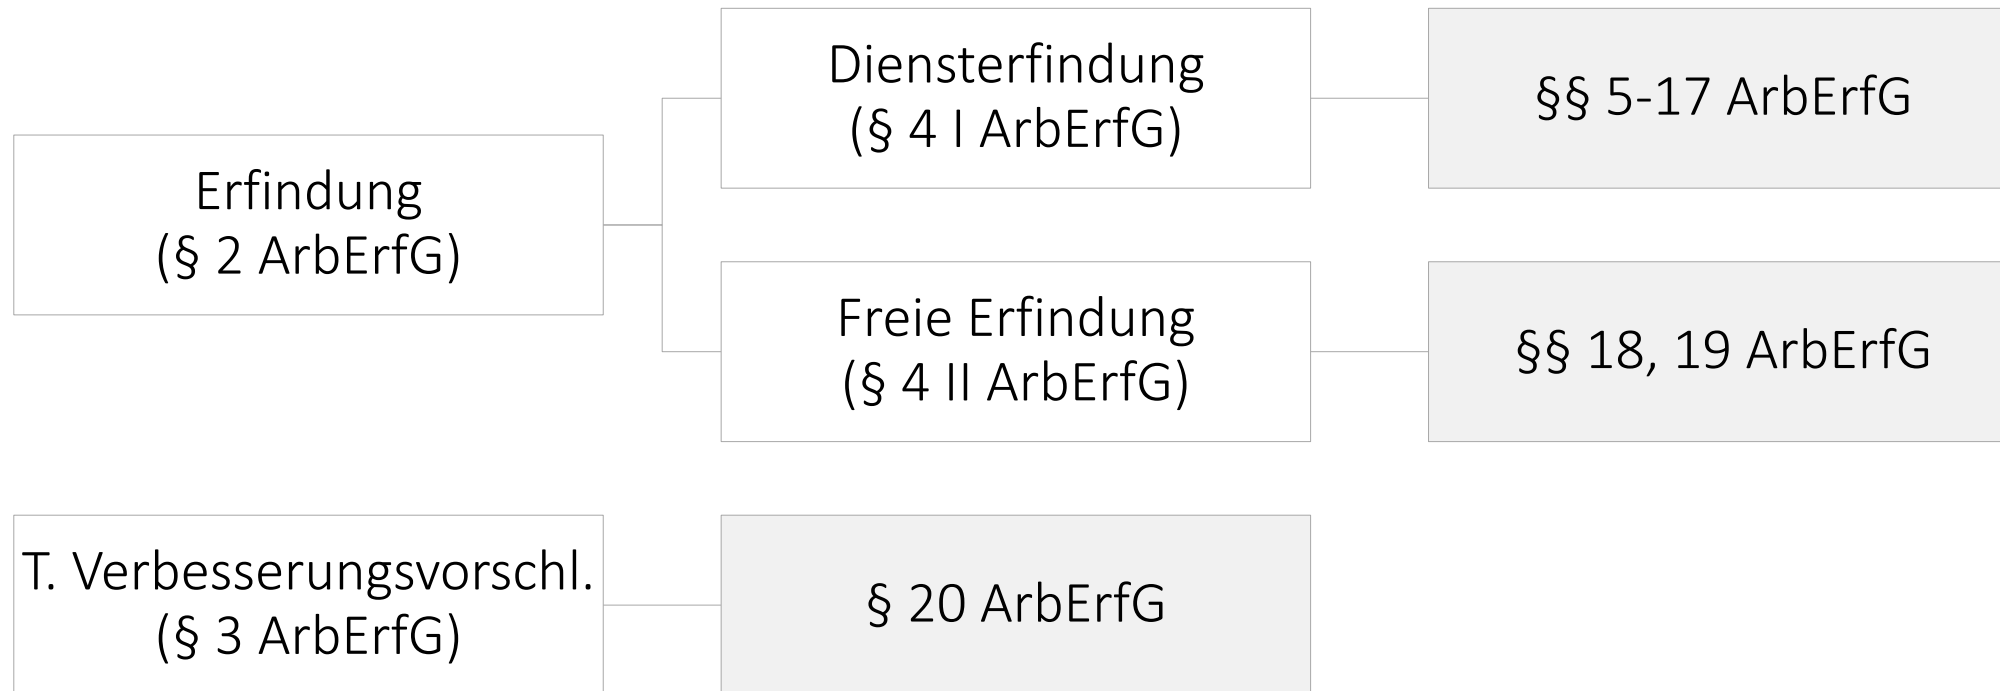 Erfindung
(§ 2 ArbErfG)
Diensterfindung
(§ 4 I ArbErfG)
§§ 5-17 ArbErfG
Freie Erfindung
(§ 4 II ArbErfG)
§§ 18, 19 ArbErfG
T. Verbesserungsvorschl.
(§ 3 ArbErfG)
§ 20 ArbErfG